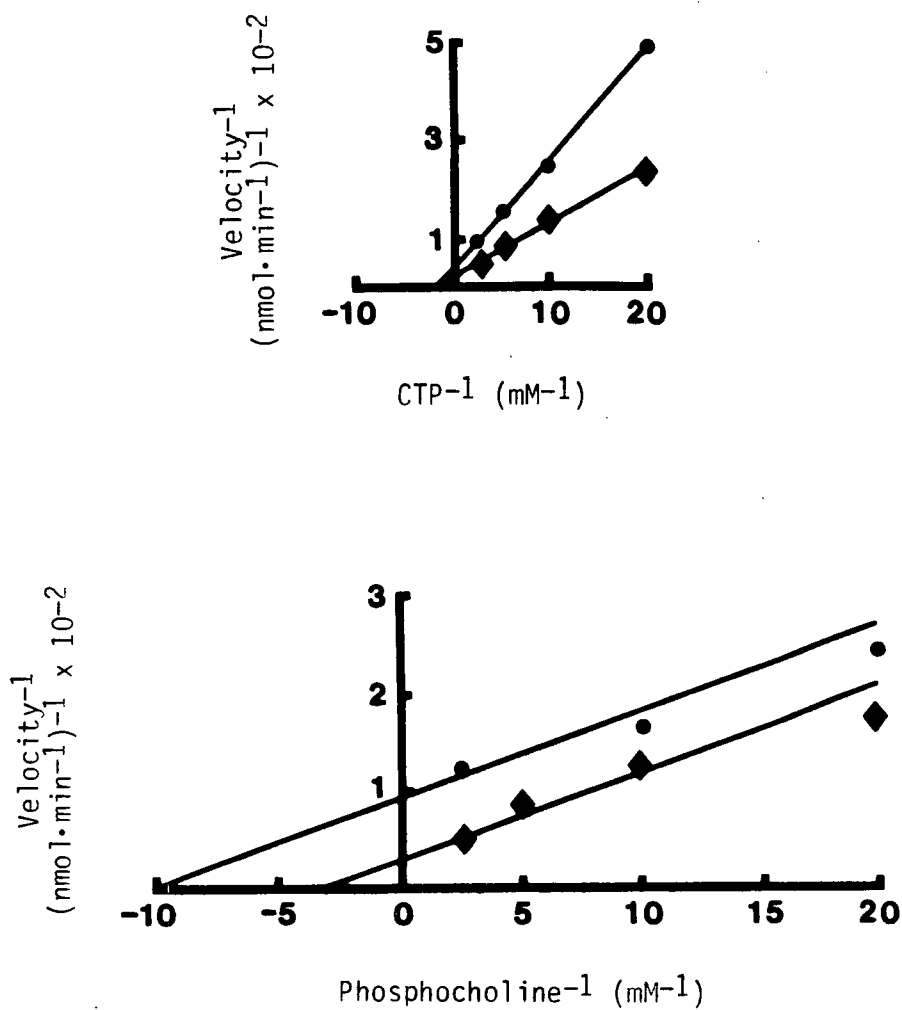 Velocity-1
(nmol·min-1)-1 x 10-2
5
3
1
-10 0 10 20
CTP-1 (mM-1)
Velocity-1
(nmol·min-1)-1 x 10-2
3
2
1
-10 -5 0 5 10 15 20
Phosphocholine-1 (mM-1)